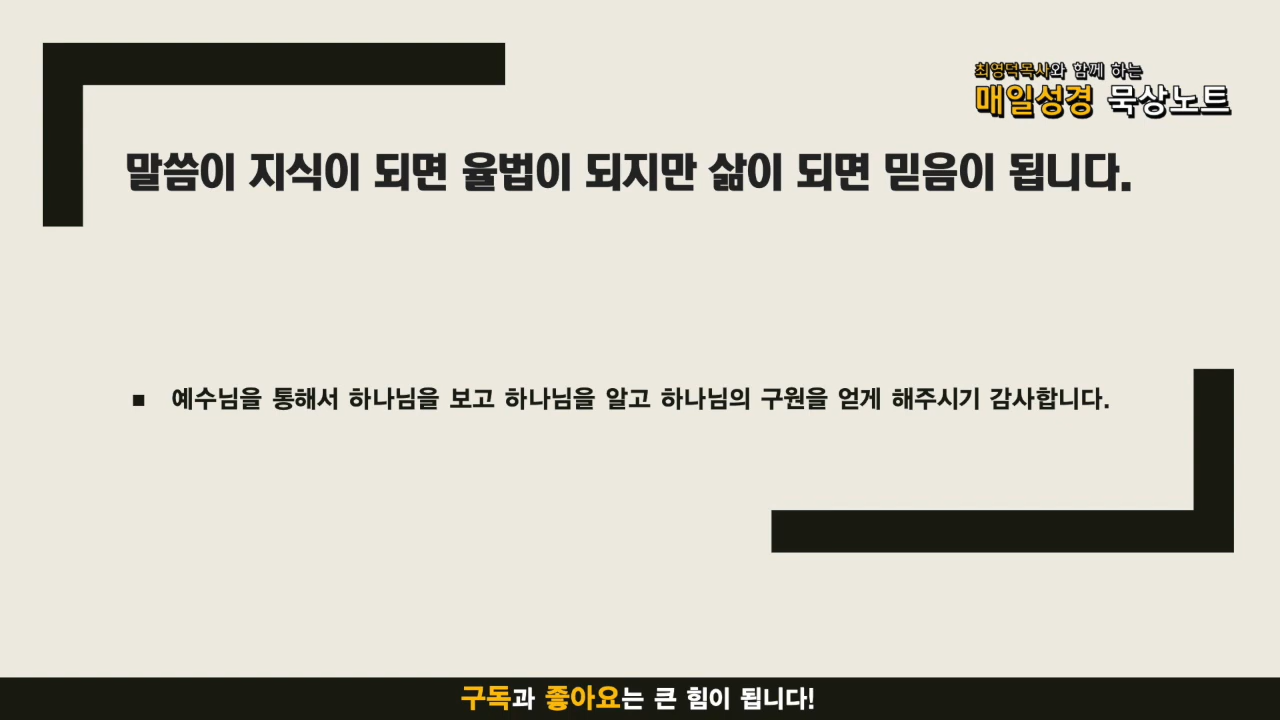 최영덕목사와 함께 하는
매일성경 묵상노트
말씀이 지식이 되면 율법이 되지만 삶이 되면 믿음이 됩니다.
▪ 예수님을 통해서 하나님을 보고 하나님을 알고 하나님의 구원을 얻게 해주시기 감사합니다.
구독과 좋아요는 큰 힘이 됩니다!